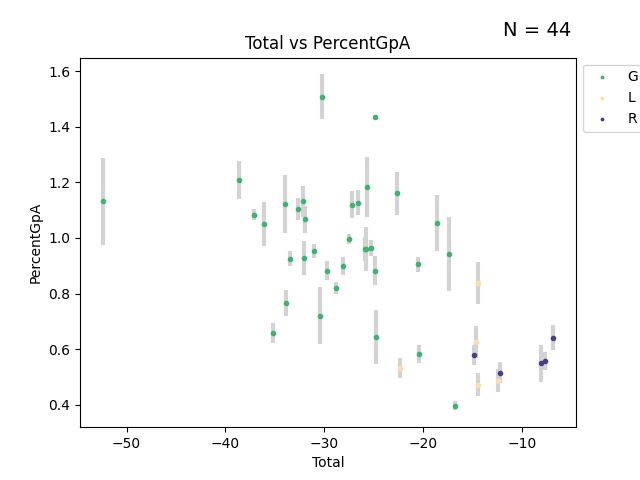 N = 44
Total vs PercentGpA
G
L
R
PercentGpA
1.6
1.4
1.2
1.0
0.8
0.6
0.4
−50
−40
−30
−20
−10
Total